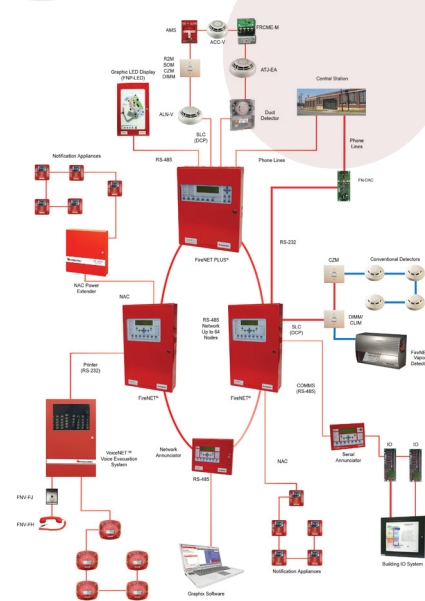 AMS
FRCME-M
ACC-V
R2M
SOM
CZM
DIMM
ATJ-EA
Graphic LED Display
(FNP-LED)
Central Station
ALN-V
Duct
Detector
SLC
(DCP)
Phone
Lines
RS-485
Phone Lines
Notification Appliances
FN-DAC
RS-232
CZM
Conventional Detectors
FireNET PLUS®
NAC Power
Extender
NAC
RS-485
Network
Up to 64
Nodes
SLC
(DCP)
DIMM/
CLIM
Printer
(RS-232)
FireNET®
FireNET®
COMMS
(RS-485)
VoiceNET™
Voice Evacuation
System
Network
Annunciator
Serial
Annunciator
IO
IO
NAC
RS-485
FNV-FJ
FNV-FH
Building IO System
Graphix Software
Notification Appliances